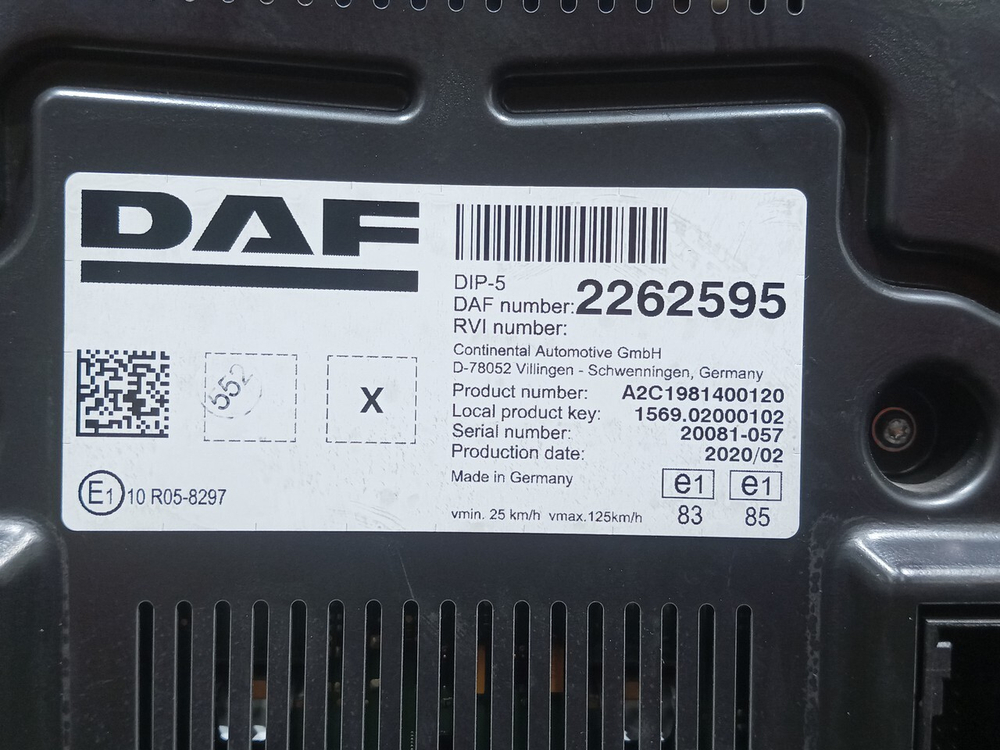 DAF
DIP-5
DAF number: 2262595
RVI number:
Continental Automotive GmbH
D-78052 Villingen - Schwenningen, Germany
Product number: A2C1981400120
Local product key: 1569.02000102
Serial number: 20081-057
Production date: 2020/02
Made in Germany
e1 e1
83 85
vmin. 25 km/h vmax.125km/h
552
X
E1 10 R05-8297